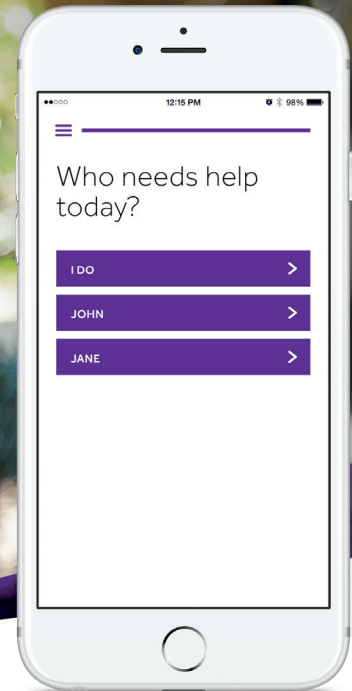 12:15 PM 98%
Who needs help
today?
I DO
JOHN
JANE